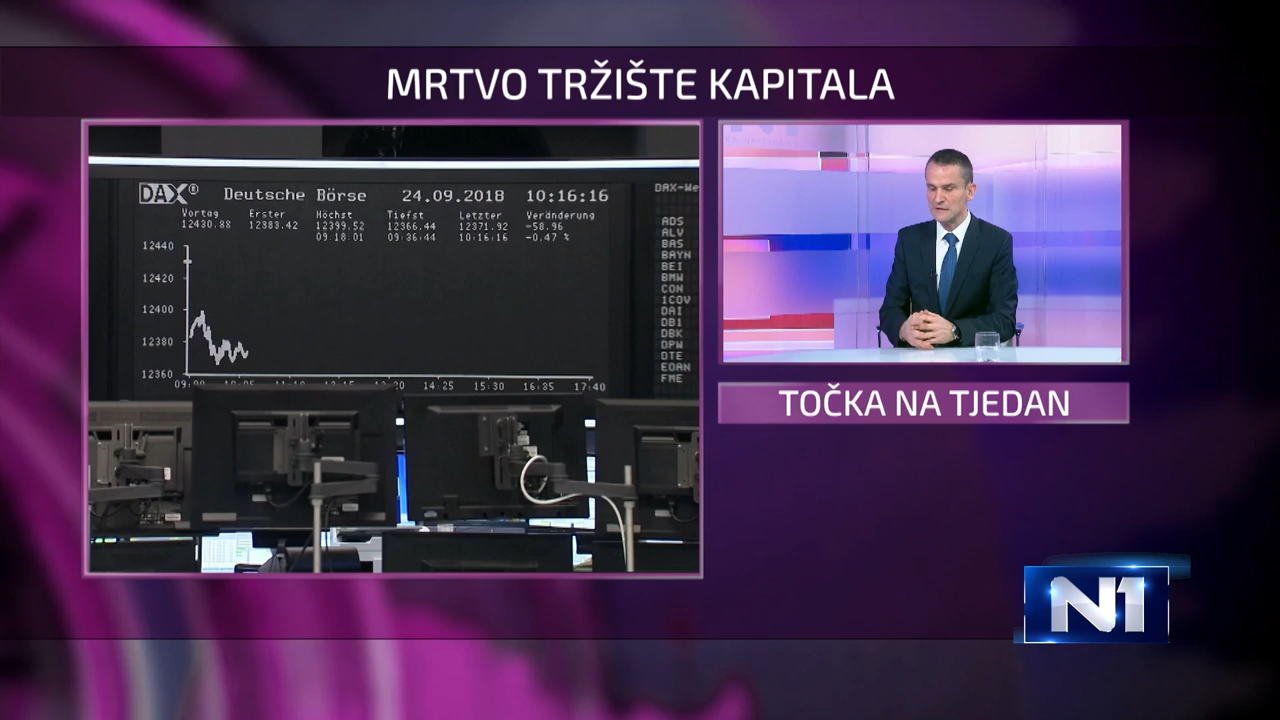 MRTVO TRŽIŠTE KAPITALA
DAX® Deutsche Börse 24.09.2018 10:16:16
Vortag Erster Höchst Tiefst Letzter Veränderung
12430.88 12383.42 12399.52 12366.44 12371.92 -58.96
09:18:01 09:36:44 10:16:16 -0.47 %
12440
12420
12400
12380
12360
14:25 15:30 16:35 17:40
DAX-We
ADS
ALV
BAS
BAYN
BEI
BMW
CON
1COV
DAI
DB1
DBK
DPW
DTE
EOAN
FME
N1
TOČKA NA TJEDAN
N1